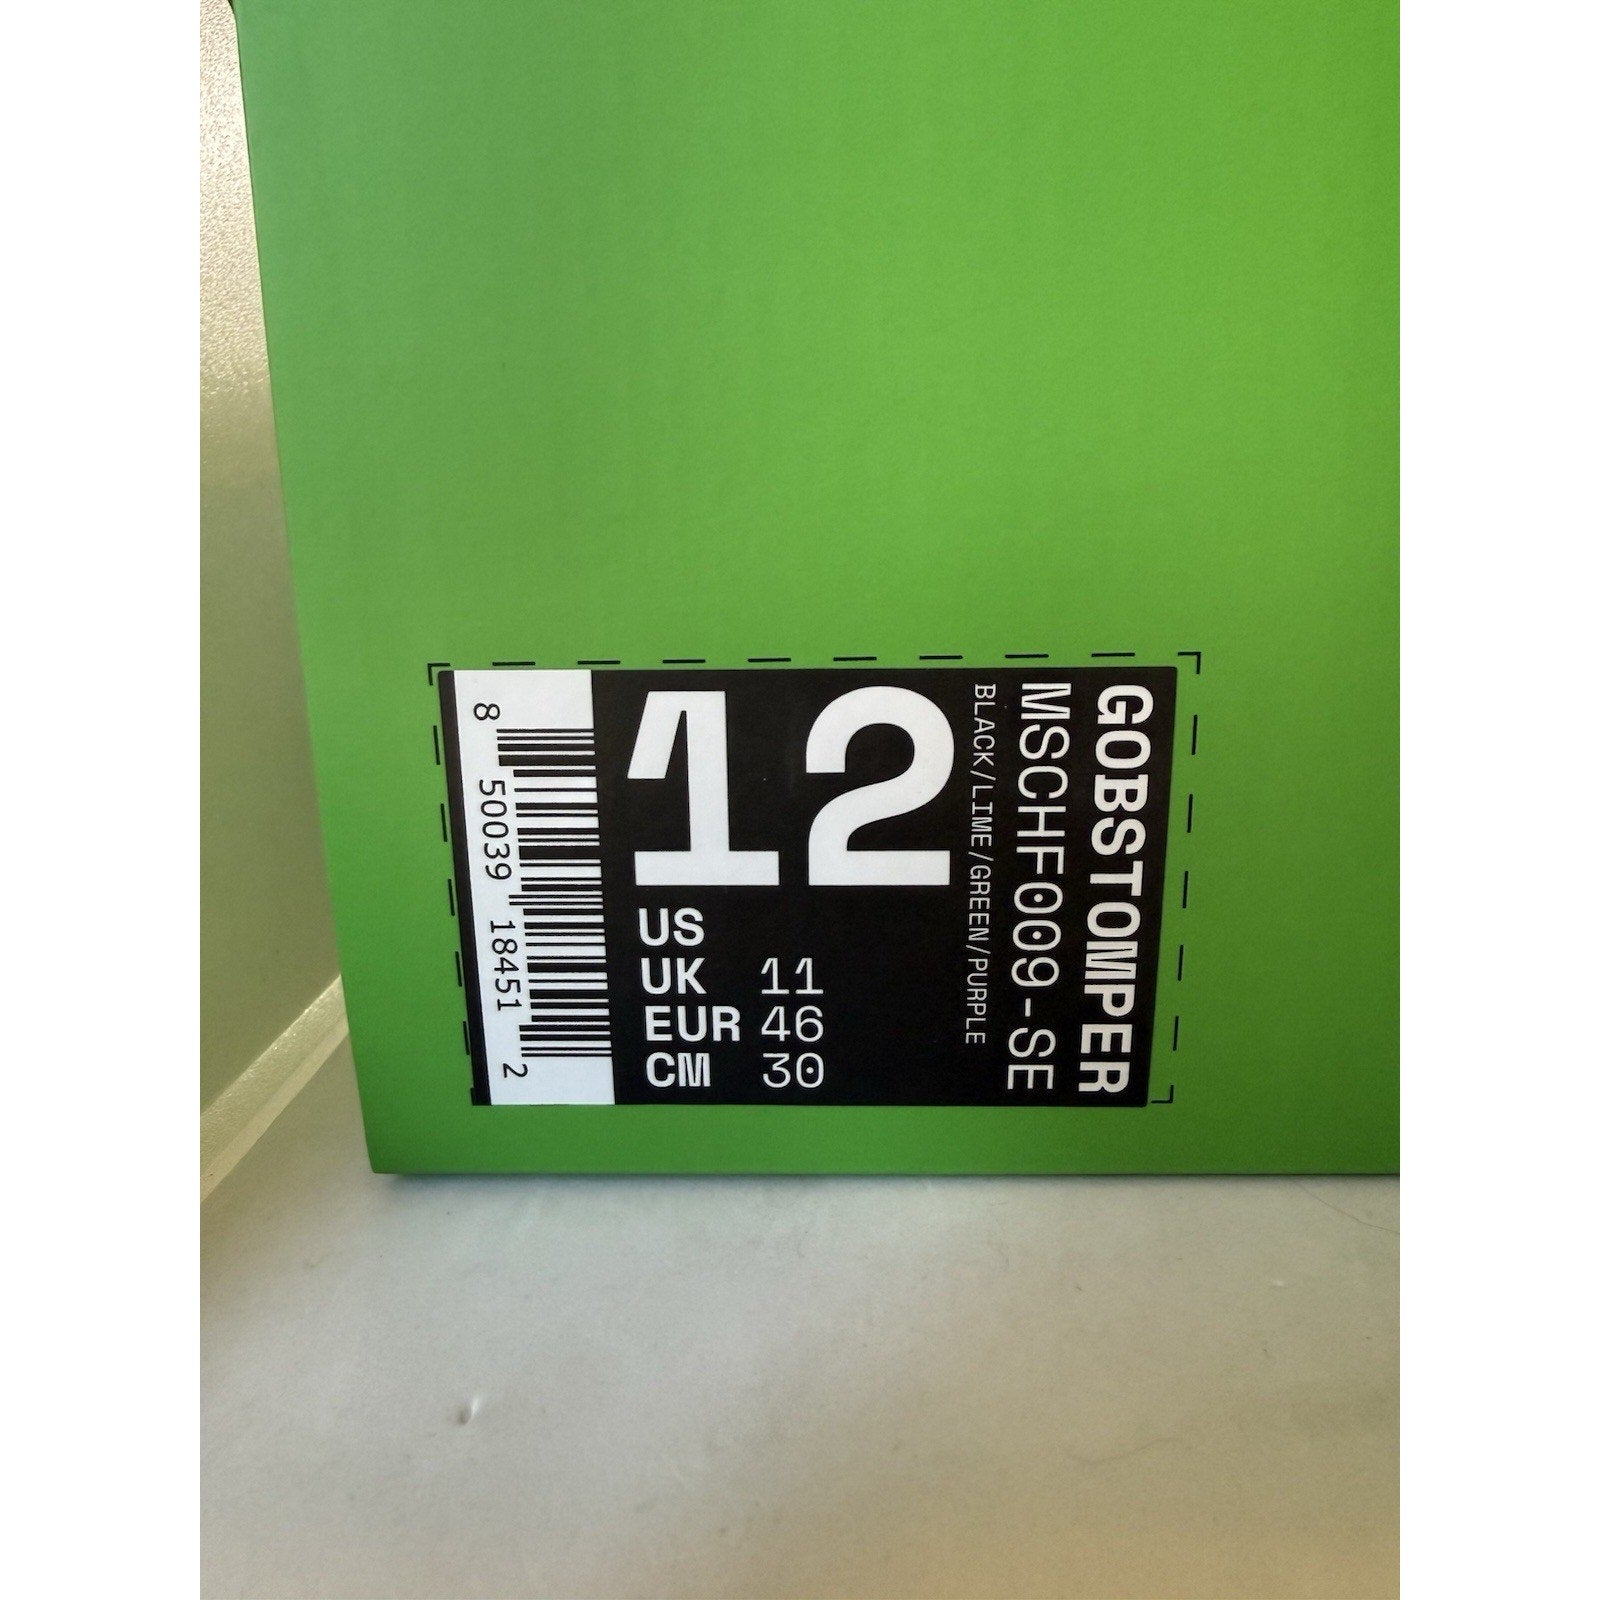 GOBSTOMPER
MSCHF009-SE
BLACK/LIME/GREEN/PURPLE
12
US
UK 11
EUR 46
CM 30
8 50039 18451 2